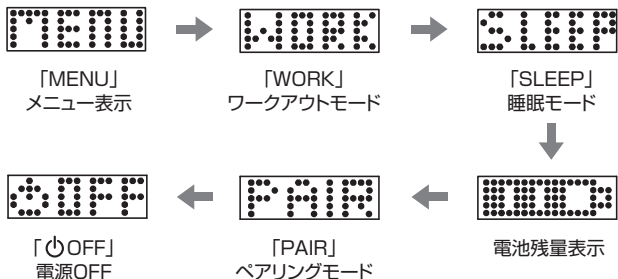 MENU → WORK → SLEEP
「MENU」 「WORK」 「SLEEP」
メニュー表示 ワークアウトモード 睡眠モード
OFF ← PAIR ←
「⏻OFF」 「PAIR」 電池残量表示
電源OFF ペアリングモード